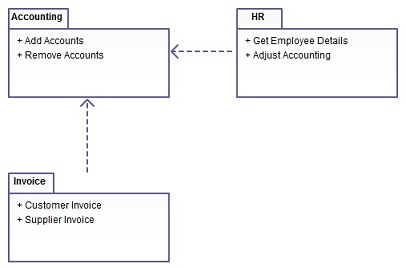 Accounting
+ Add Accounts
+ Remove Accounts
HR
+ Get Employee Details
+ Adjust Accounting
Invoice
+ Customer Invoice
+ Supplier Invoice